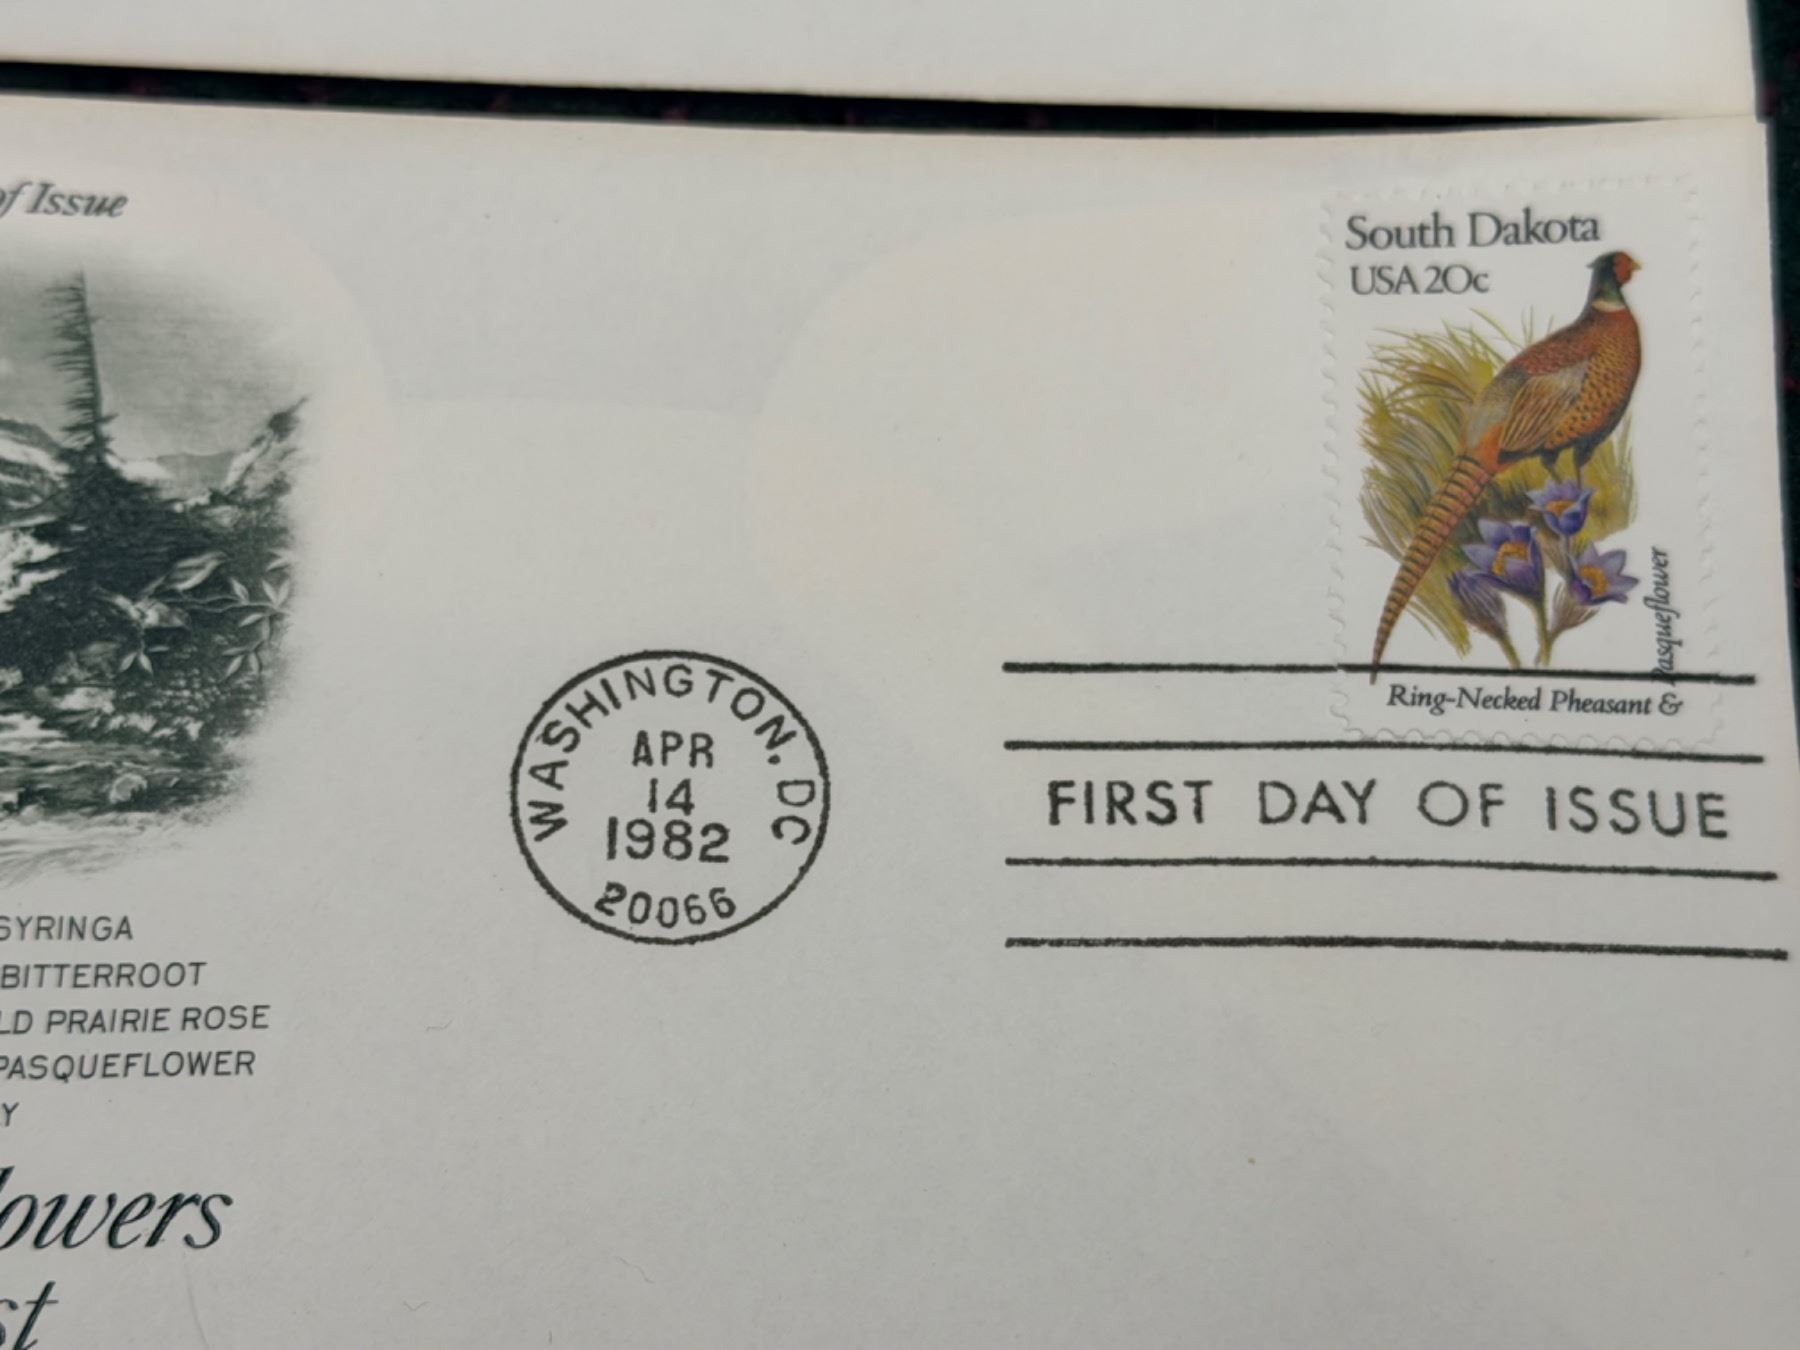 of Issue
South Dakota
USA 20c
Pasqueflower
Ring-Necked Pheasant &
WASHINGTON, DC
APR
14
1982
20066
FIRST DAY OF ISSUE
SYRINGA
BITTERROOT
LD PRAIRIE ROSE
PASQUEFLOWER
Y
lowers
st